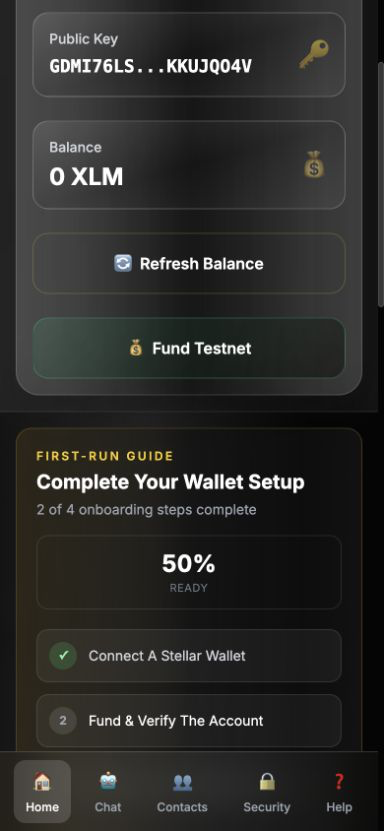 Public Key
GDMI76LS...KKUJQO4V
Balance
0 XLM
Refresh Balance
Fund Testnet
FIRST-RUN GUIDE
Complete Your Wallet Setup
2 of 4 onboarding steps complete
50%
READY
✓ Connect A Stellar Wallet
2 Fund & Verify The Account
Home Chat Contacts Security Help